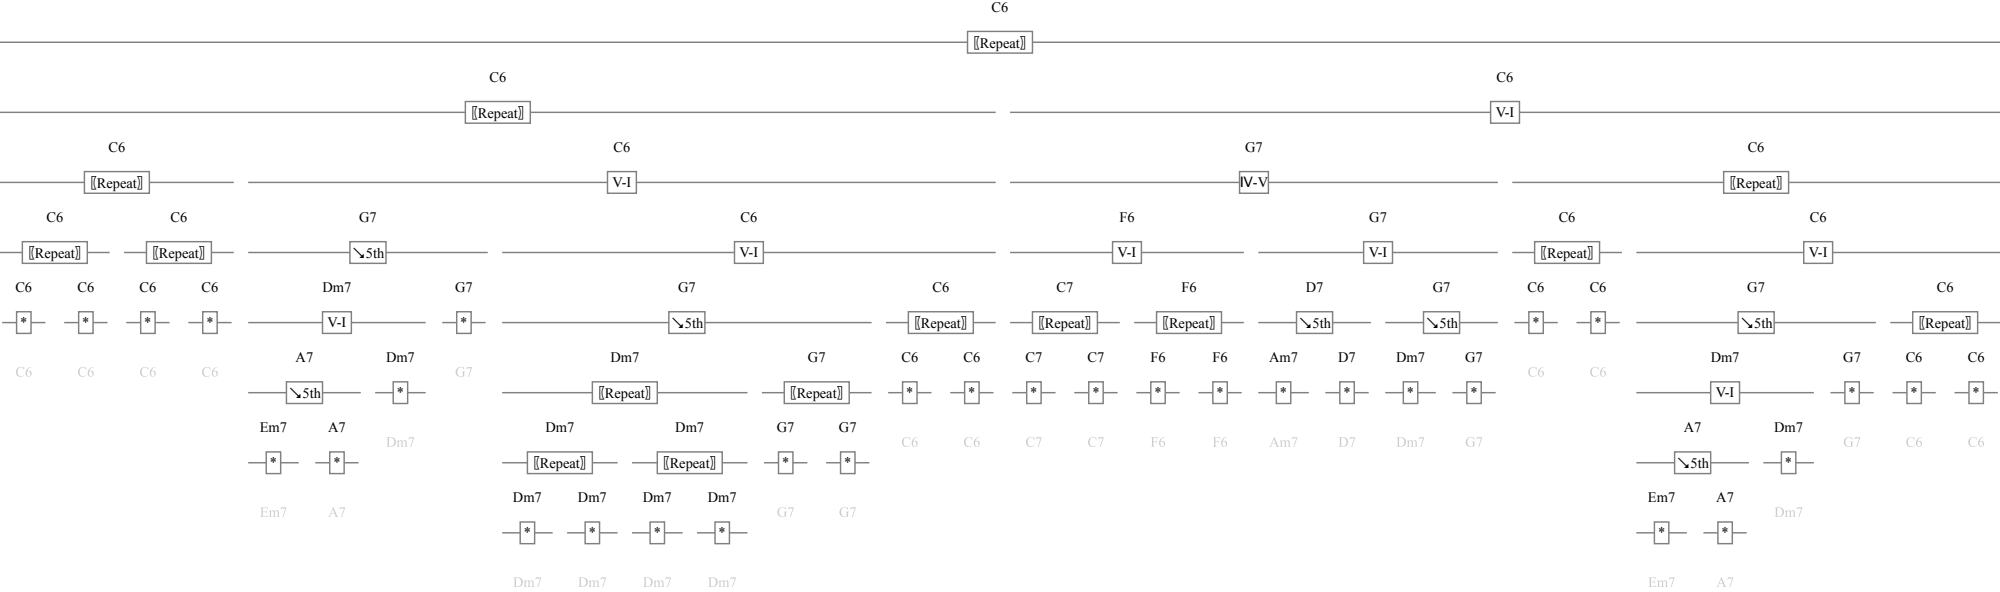 C6
⟦Repeat⟧
C6 C6
⟦Repeat⟧ V-I
C6 C6 G7 C6
⟦Repeat⟧ V-I Ⅳ-V ⟦Repeat⟧
C6 C6 G7 C6 F6 G7 C6 C6
⟦Repeat⟧ ⟦Repeat⟧ ↘5th V-I V-I V-I ⟦Repeat⟧ V-I
C6 C6 C6 C6 Dm7 G7 G7 C6 C7 F6 D7 G7 C6 C6 G7 C6
* * * * V-I * ↘5th ⟦Repeat⟧ ⟦Repeat⟧ ⟦Repeat⟧ ↘5th ↘5th * * ↘5th ⟦Repeat⟧
C6 C6 C6 C6 A7 Dm7 G7 Dm7 G7 C6 C6 C7 C7 F6 F6 Am7 D7 Dm7 G7 C6 C6 Dm7 G7 C6 C6
↘5th * ⟦Repeat⟧ ⟦Repeat⟧ * * * * * * * * * * V-I * * *
Em7 A7 Dm7 Dm7 Dm7 G7 G7 C6 C6 C7 C7 F6 F6 Am7 D7 Dm7 G7 A7 Dm7 G7 C6 C6
* * ⟦Repeat⟧ ⟦Repeat⟧ * * ↘5th *
Em7 A7 Dm7 Dm7 Dm7 Dm7 G7 G7 Em7 A7 Dm7
* * * * * *
Dm7 Dm7 Dm7 Dm7 Em7 A7